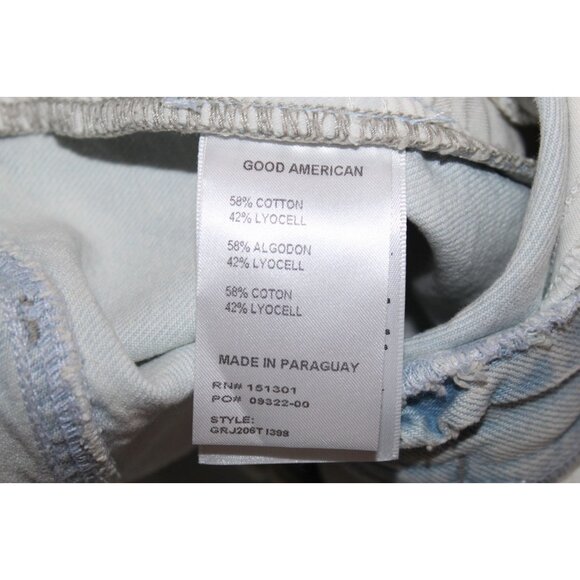 GOOD AMERICAN
58% COTTON
42% LYOCELL
58% ALGODON
42% LYOCELL
58% COTON
42% LYOCELL
MADE IN PARAGUAY
RN# 151301
PO# 09322-00
STYLE:
GRJ206T1398